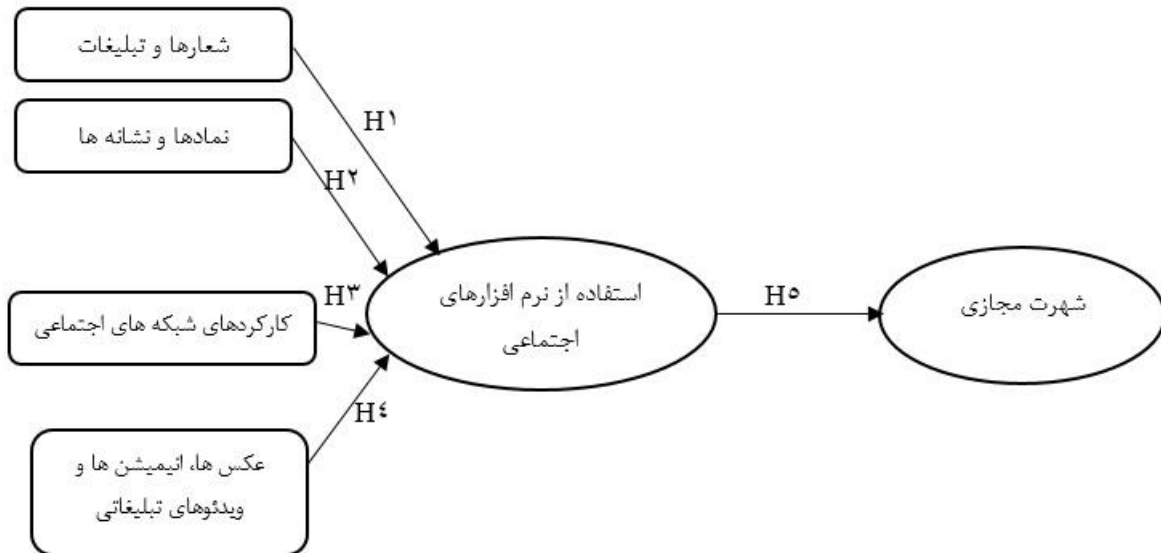 شعارها و تبلیغات
H۱
نمادها و نشانه ها
H۲
کارکردهای شبکه های اجتماعی
H۳
عکس ها، انیمیشن ها و
ویدئوهای تبلیغاتی
H٤
استفاده از نرم افزارهای
اجتماعی
H۵
شهرت مجازی